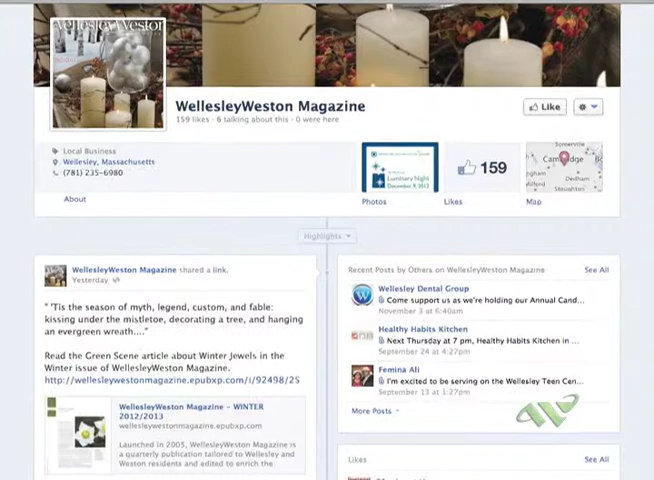 WellesleyWeston
WellesleyWeston Magazine
159 likes · 6 talking about this · 0 were here
Like
Local Business
Wellesley, Massachusetts
(781) 235-6980
About
Luminary Night
December 9, 2012
Photos
159
Likes
Somerville
Cambridge
Dedham
Stoughton
Map
Highlights
WellesleyWeston Magazine shared a link.
Yesterday
" 'Tis the season of myth, legend, custom, and fable:
kissing under the mistletoe, decorating a tree, and hanging
an evergreen wreath...."
Read the Green Scene article about Winter Jewels in the
Winter issue of WellesleyWeston Magazine.
http://wellesleywestonmagazine.epubxp.com/i/92498/25
WellesleyWeston Magazine - WINTER
2012/2013
wellesleywestonmagazine.epubxp.com
Launched in 2005, WellesleyWeston Magazine is
a quarterly publication tailored to Wellesley and
Weston residents and edited to enrich the
Recent Posts by Others on WellesleyWeston Magazine
See All
Wellesley Dental Group
Come support us as we're holding our Annual Cand...
November 3 at 6:40am
Healthy Habits Kitchen
Next Thursday at 7 pm, Healthy Habits Kitchen in ...
September 24 at 4:27pm
Femina Ali
I'm excited to be serving on the Wellesley Teen Cen...
September 13 at 1:27pm
More Posts
Likes
See All